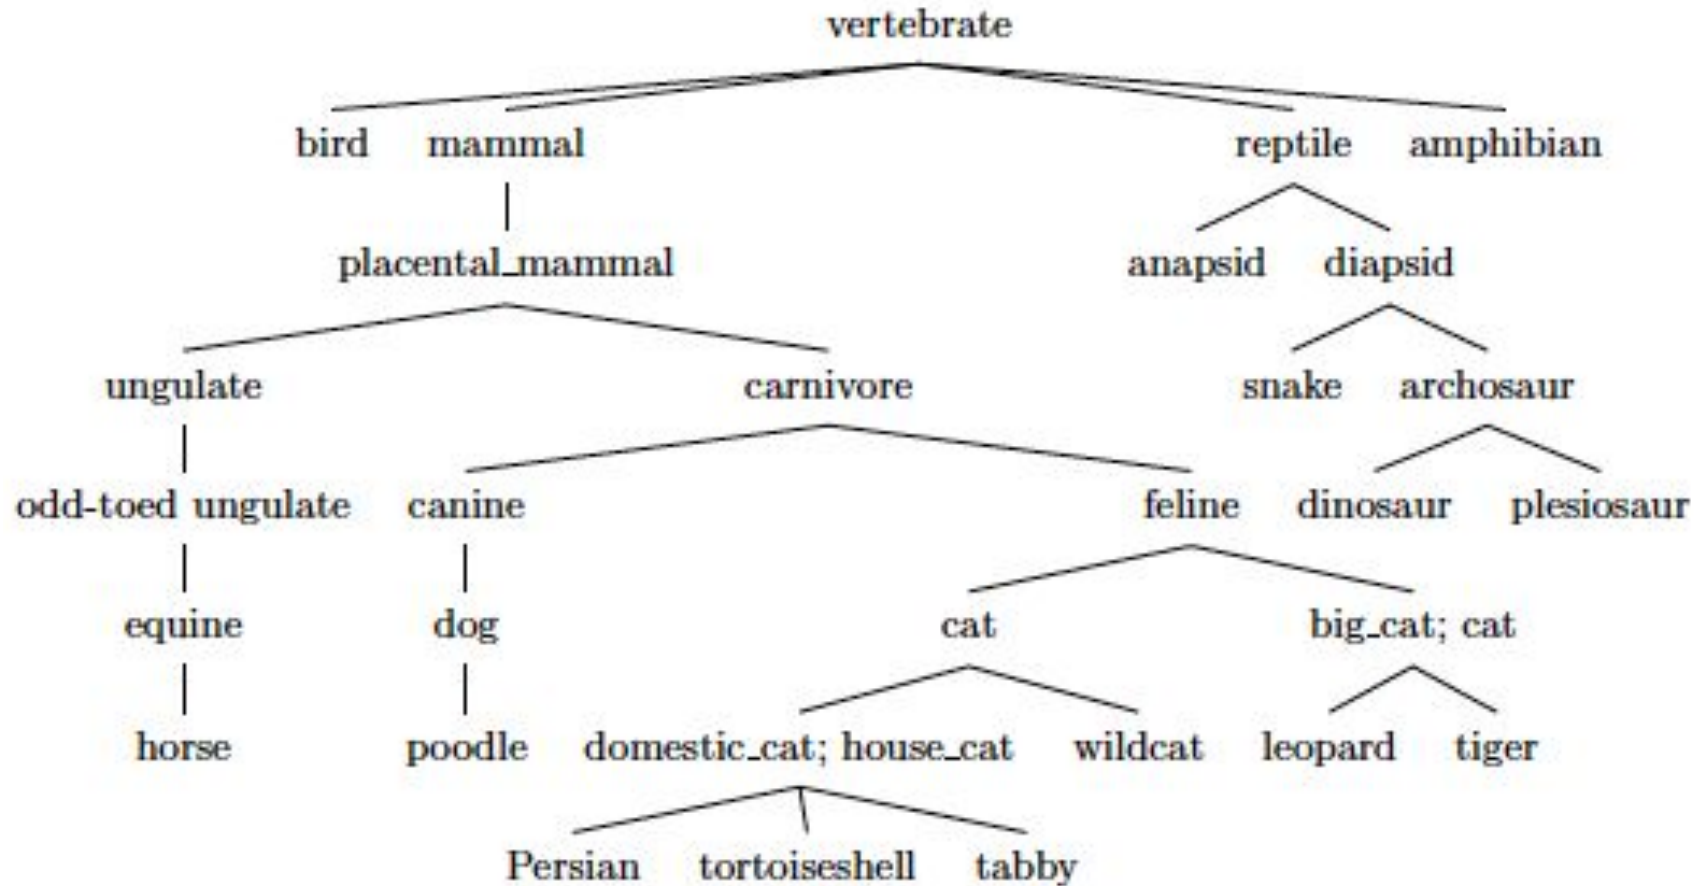 vertebrate
bird mammal reptile amphibian
placental_mammal anapsid diapsid
ungulate carnivore snake archosaur
odd-toed ungulate canine feline dinosaur plesiosaur
equine dog cat big_cat; cat
horse poodle domestic_cat; house_cat wildcat leopard tiger
Persian tortoiseshell tabby